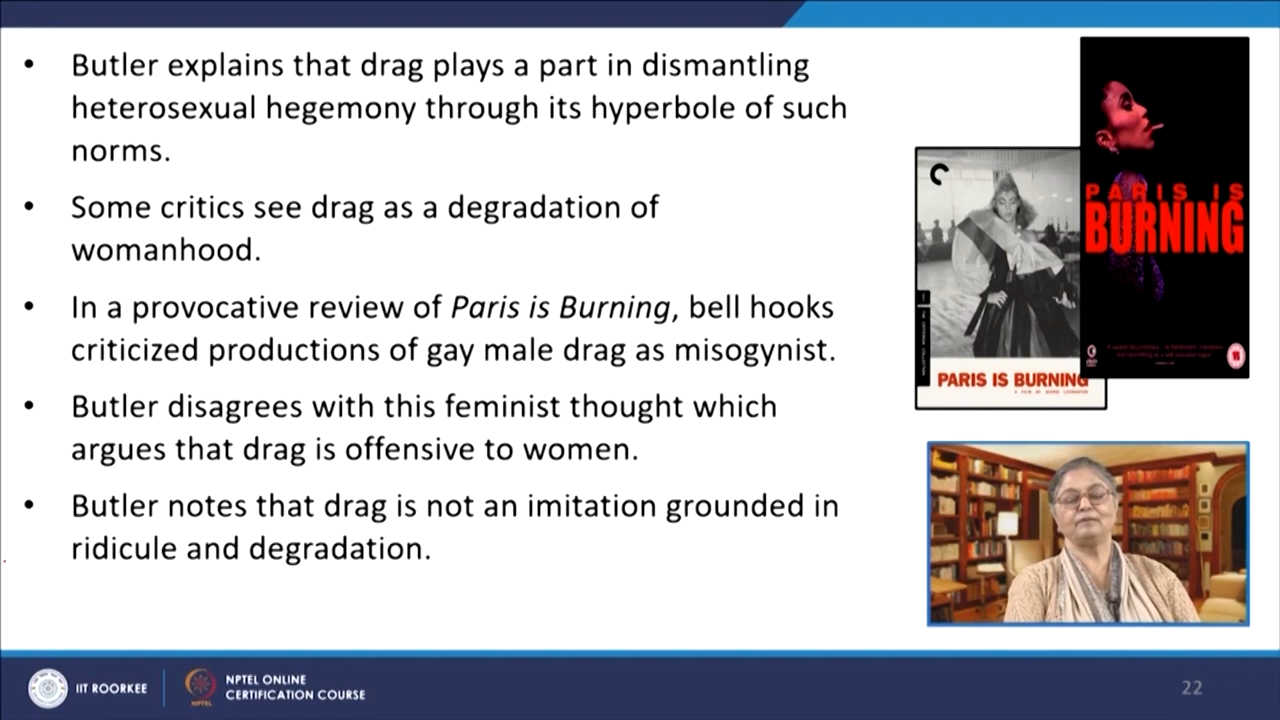 • Butler explains that drag plays a part in dismantling
heterosexual hegemony through its hyperbole of such
norms.
• Some critics see drag as a degradation of
womanhood.
• In a provocative review of Paris is Burning, bell hooks
criticized productions of gay male drag as misogynist.
• Butler disagrees with this feminist thought which
argues that drag is offensive to women.
• Butler notes that drag is not an imitation grounded in
ridicule and degradation.
PARIS IS
BURNING
PARIS IS BURNING
IIT ROORKEE
NPTEL
NPTEL ONLINE
CERTIFICATION COURSE
22